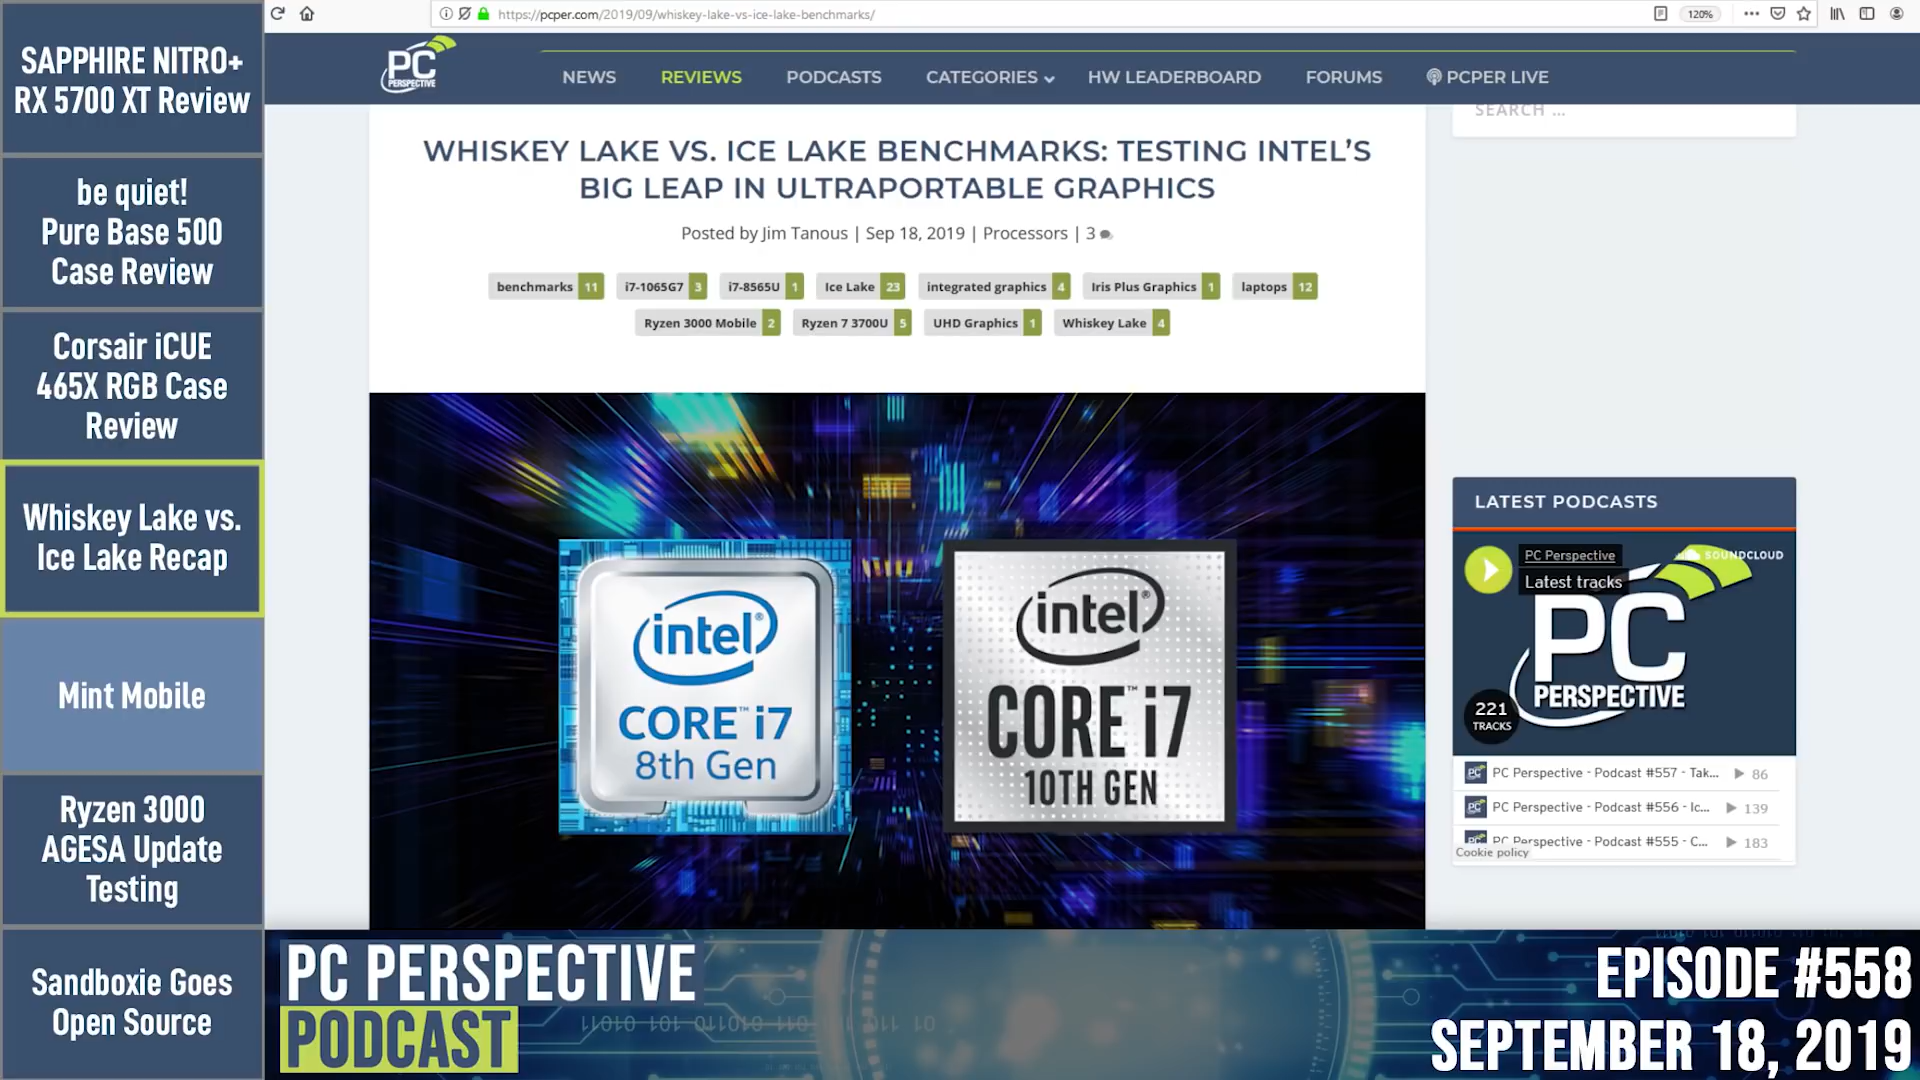 SAPPHIRE NITRO+
RX 5700 XT Review
be quiet!
Pure Base 500
Case Review
Corsair iCUE
465X RGB Case
Review
Whiskey Lake vs.
Ice Lake Recap
Mint Mobile
Ryzen 3000
AGESA Update
Testing
Sandboxie Goes
Open Source
https://pcper.com/2019/09/whiskey-lake-vs-ice-lake-benchmarks/
120%
PC
PERSPECTIVE
NEWS
REVIEWS
PODCASTS
CATEGORIES
HW LEADERBOARD
FORUMS
PCPER LIVE
SEARCH ...
WHISKEY LAKE VS. ICE LAKE BENCHMARKS: TESTING INTEL’S
BIG LEAP IN ULTRAPORTABLE GRAPHICS
Posted by Jim Tanous | Sep 18, 2019 | Processors | 3
benchmarks 11 i7-1065G7 3 i7-8565U 1 Ice Lake 23 integrated graphics 4 Iris Plus Graphics 1 laptops 12
Ryzen 3000 Mobile 2 Ryzen 7 3700U 5 UHD Graphics 1 Whiskey Lake 4
intel®
CORE™ i7
8th Gen
intel®
CORE™ i7
10TH GEN
LATEST PODCASTS
PC Perspective
SOUNDCLOUD
Latest tracks
PC
PERSPECTIVE
221
TRACKS
PC Perspective - Podcast #557 - Tak... 86
PC Perspective - Podcast #556 - Ic... 139
PC Perspective - Podcast #555 - C... 183
Cookie policy
PC PERSPECTIVE
PODCAST
EPISODE #558
SEPTEMBER 18, 2019